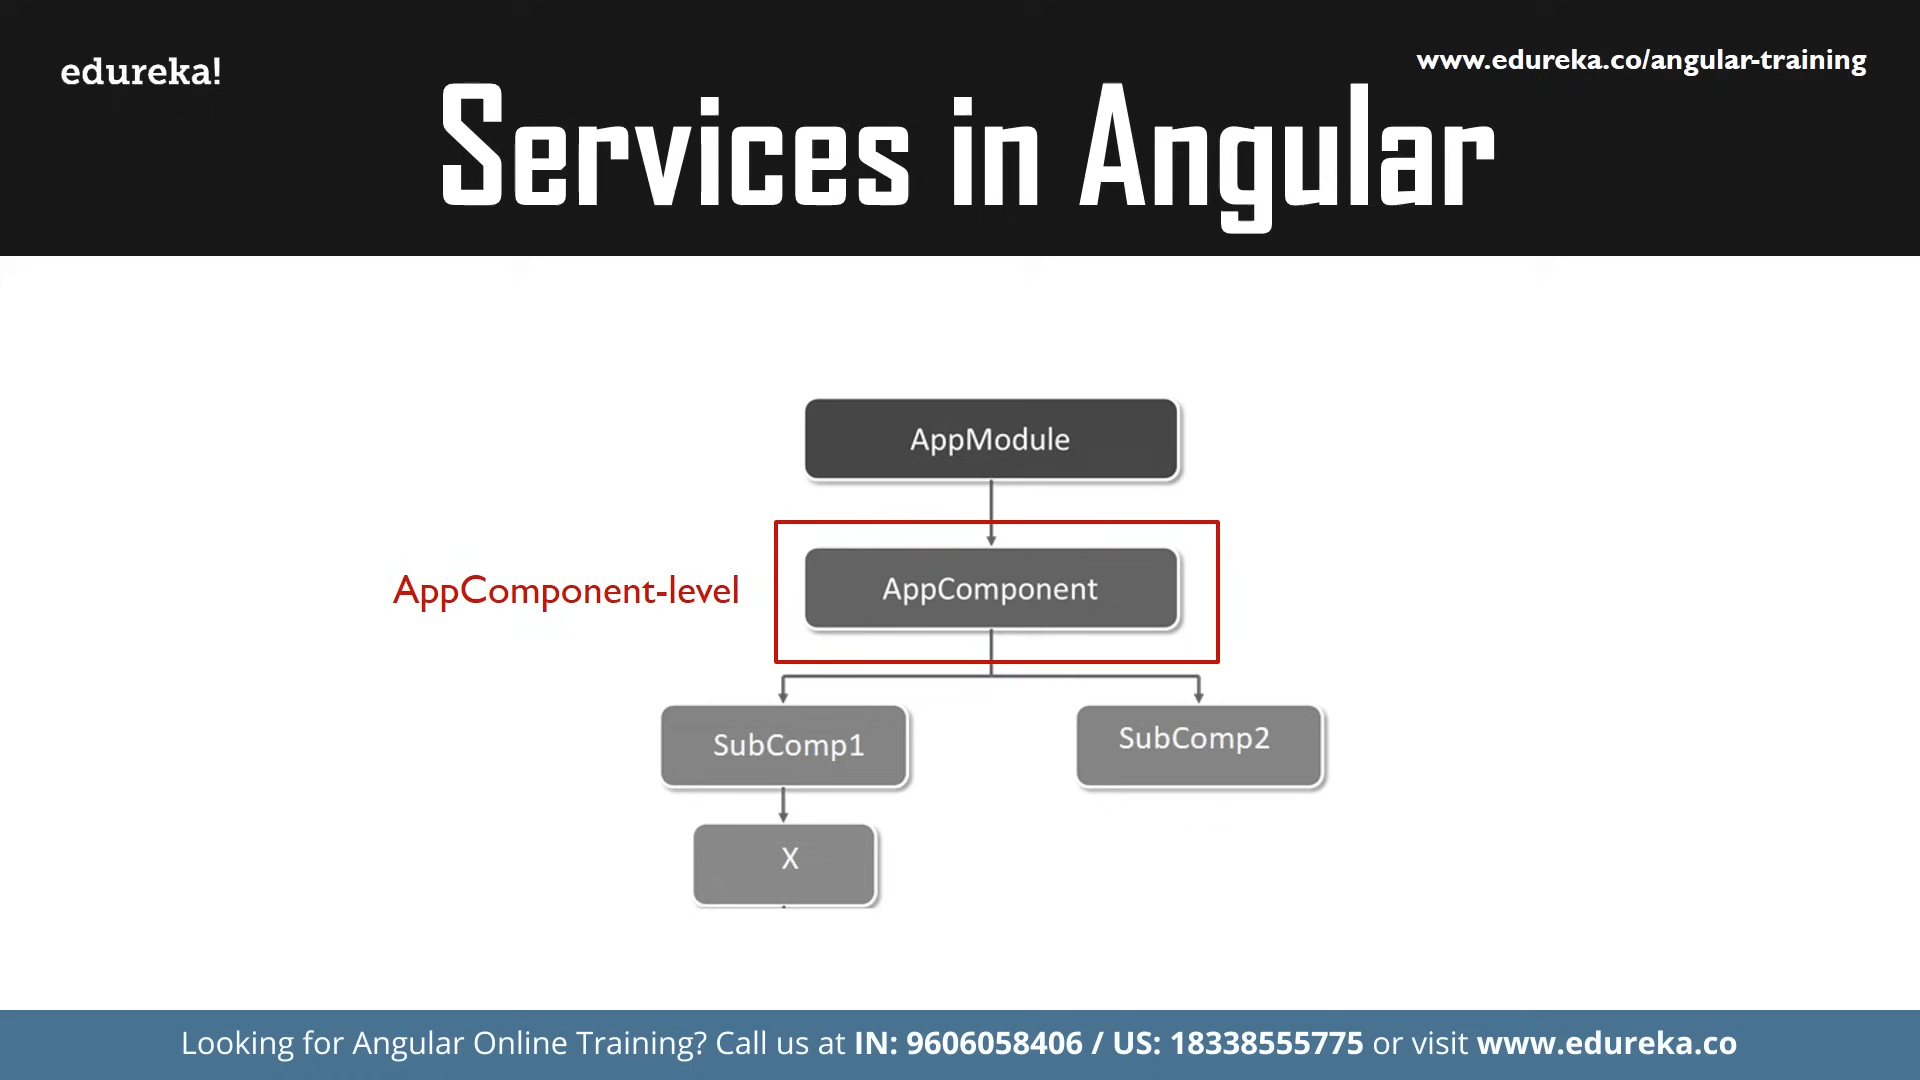 edureka!
www.edureka.co/angular-training
Services in Angular
AppModule
AppComponent-level
AppComponent
SubComp1
SubComp2
X
Looking for Angular Online Training? Call us at IN: 9606058406 / US: 18338555775 or visit www.edureka.co